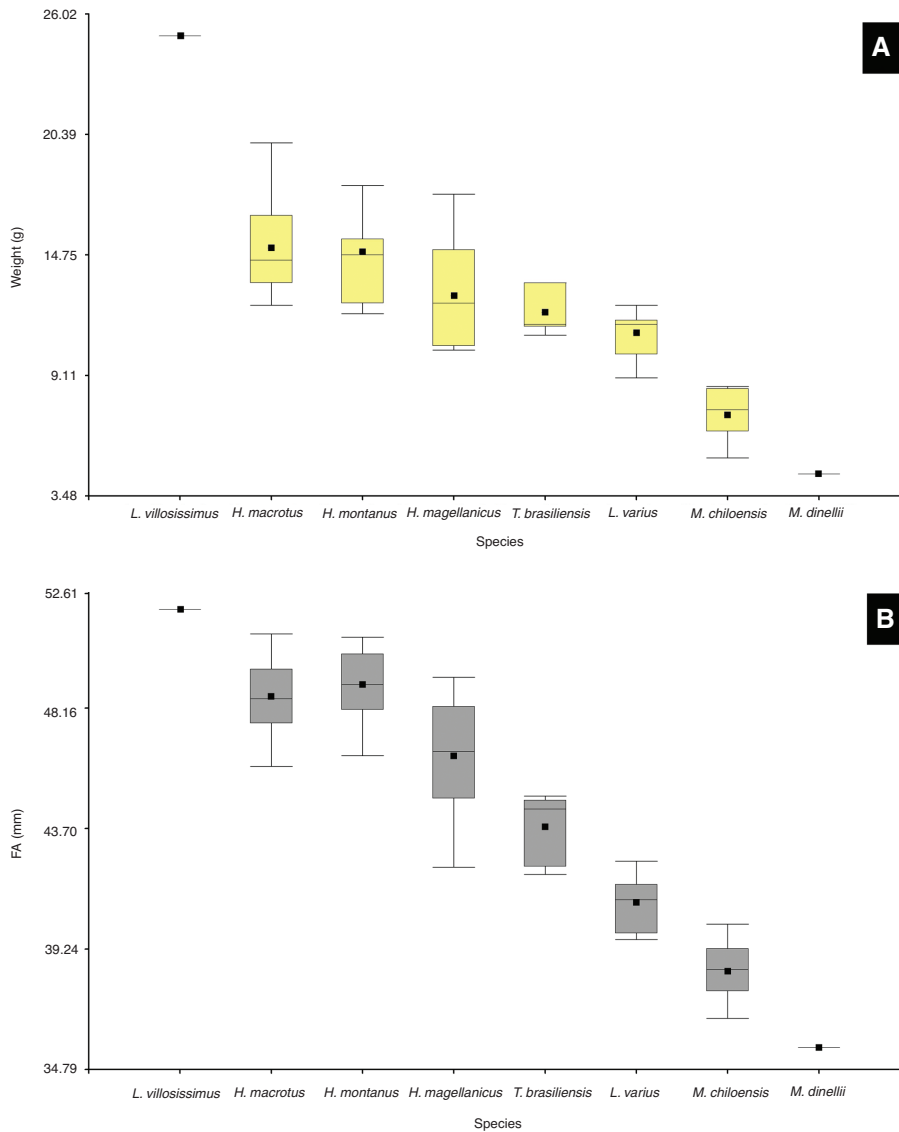 A
26.02
20.39
14.75
9.11
3.48
Weight (g)
L. villosissimus H. macrotus H. montanus H. magellanicus T. brasiliensis L. varius M. chiloensis M. dinellii
Species
B
52.61
48.16
43.70
39.24
34.79
FA (mm)
L. villosissimus H. macrotus H. montanus H. magellanicus T. brasiliensis L. varius M. chiloensis M. dinellii
Species